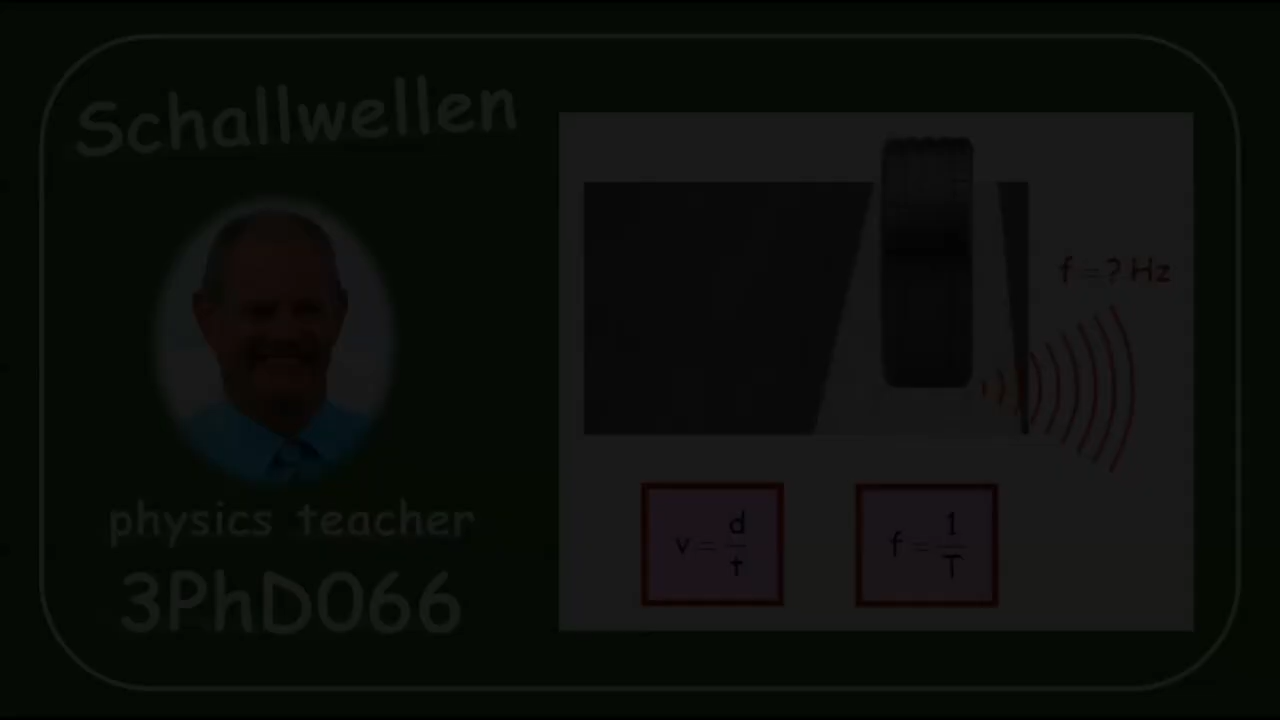 Schallwellen
physics teacher
3PhD066
f = ? Hz
v = d/t
f = 1/T